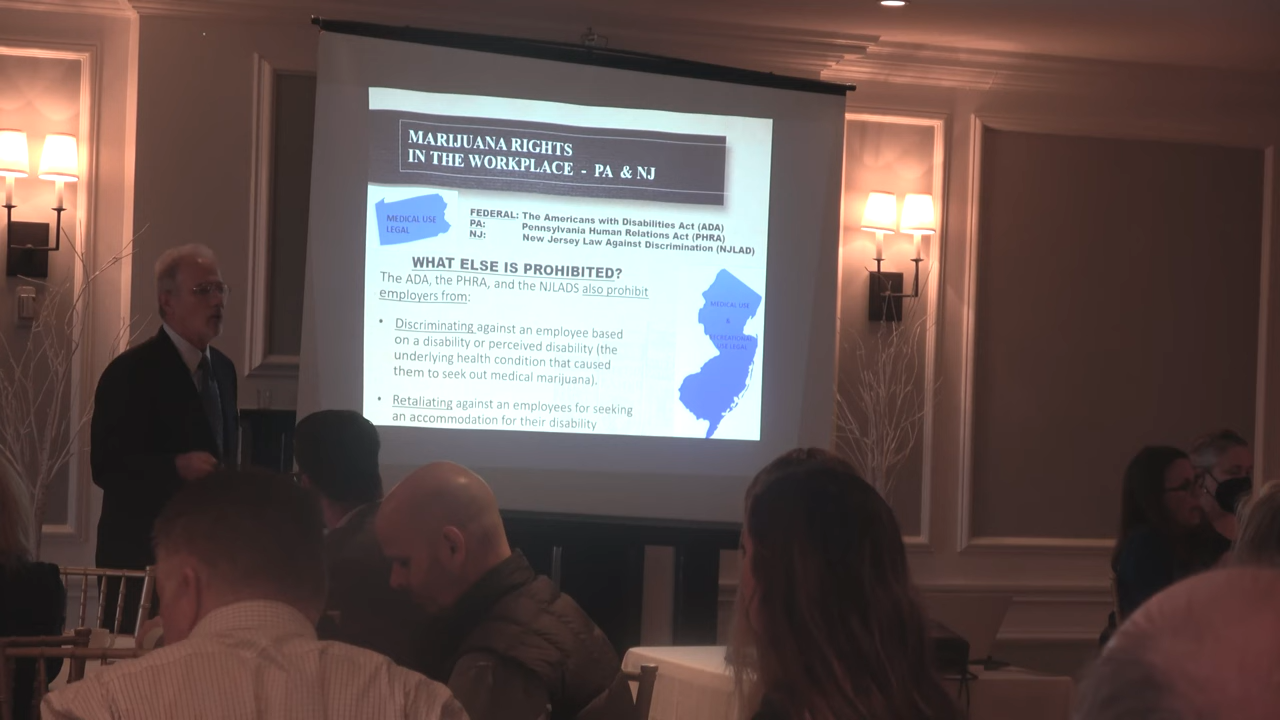 MARIJUANA RIGHTS
IN THE WORKPLACE - PA & NJ
MEDICAL USE
LEGAL
FEDERAL: The Americans with Disabilities Act (ADA)
PA: Pennsylvania Human Relations Act (PHRA)
NJ: New Jersey Law Against Discrimination (NJLAD)
WHAT ELSE IS PROHIBITED?
The ADA, the PHRA, and the NJLADS also prohibit
employers from:
• Discriminating against an employee based
on a disability or perceived disability (the
underlying health condition that caused
them to seek out medical marijuana).
• Retaliating against an employees for seeking
an accommodation for their disability
MEDICAL USE
&
RECREATIONAL
USE LEGAL